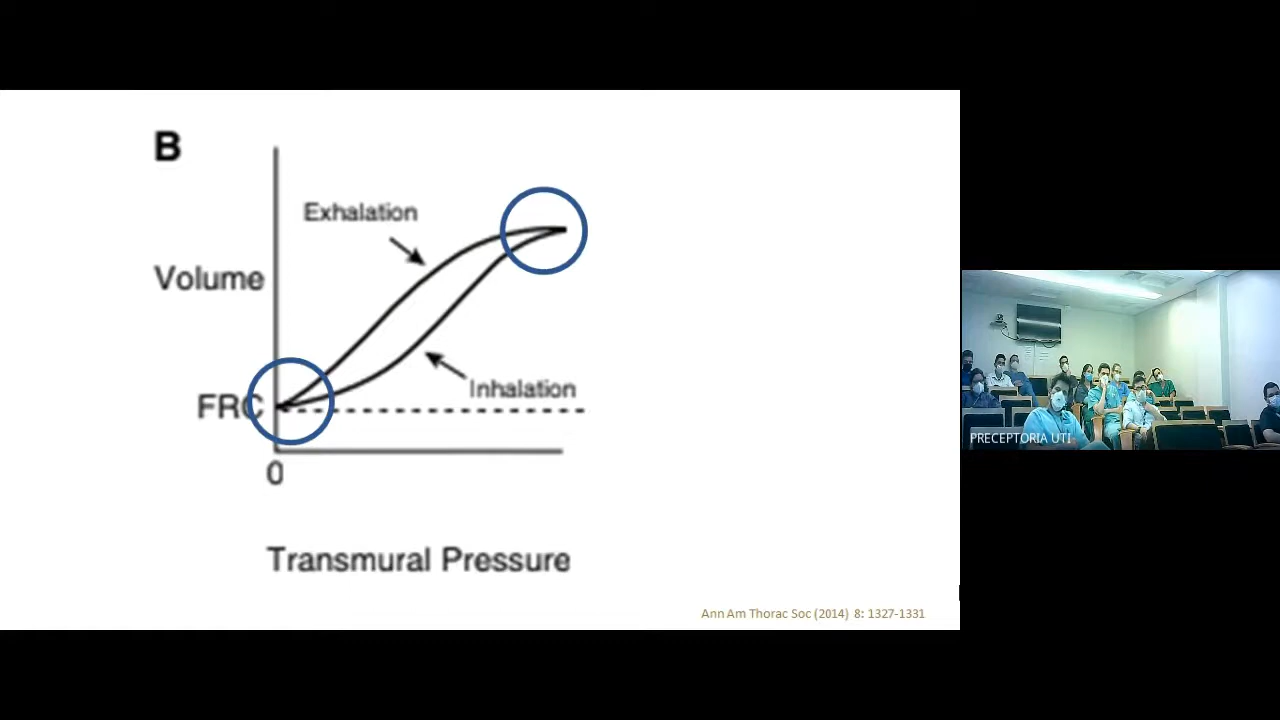 B
Exhalation
Volume
Inhalation
FRC
0
Transmural Pressure
Ann Am Thorac Soc (2014) 8: 1327-1331
PRECEPTORIA UTI